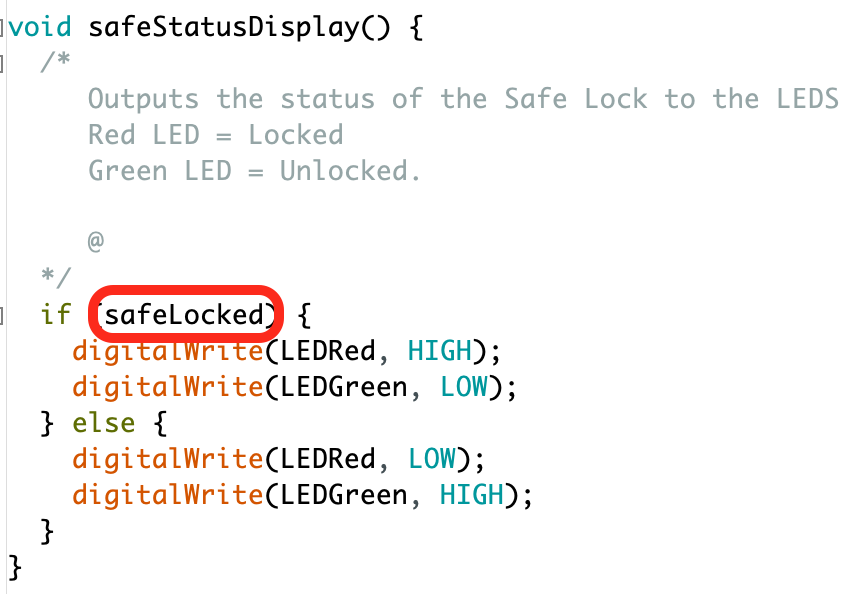 void safeStatusDisplay() {
/*
Outputs the status of the Safe Lock to the LEDS
Red LED = Locked
Green LED = Unlocked.
@
*/
if (safeLocked) {
digitalWrite(LEDRed, HIGH);
digitalWrite(LEDGreen, LOW);
} else {
digitalWrite(LEDRed, LOW);
digitalWrite(LEDGreen, HIGH);
}
}